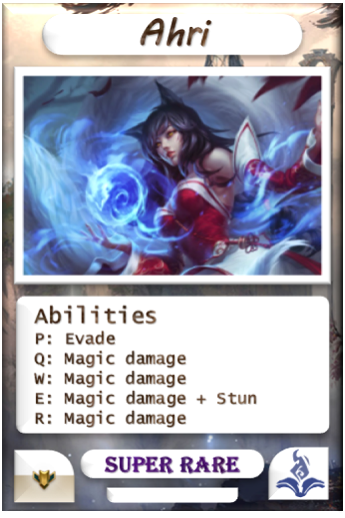 Ahri
Abilities
P: Evade
Q: Magic damage
W: Magic damage
E: Magic damage + Stun
R: Magic damage
SUPER RARE